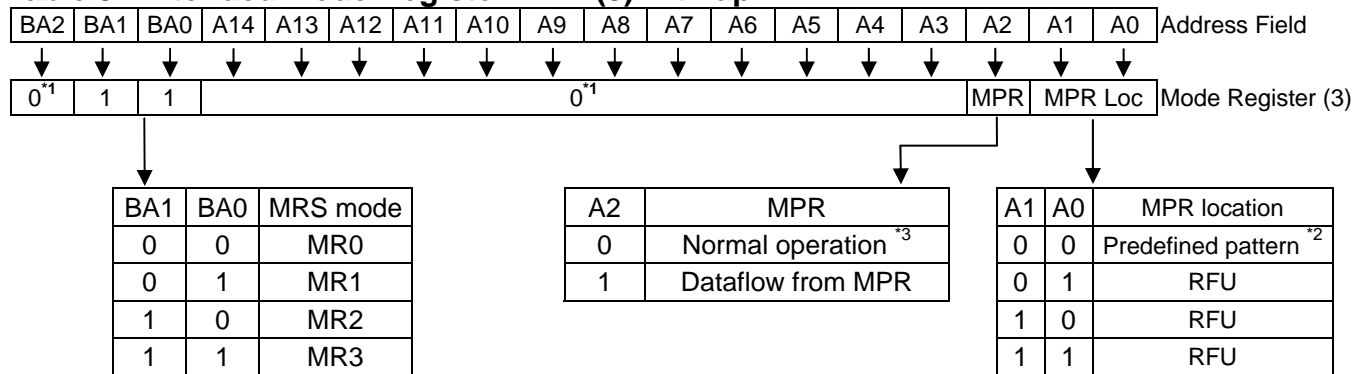 BA2 BA1 BA0 A14 A13 A12 A11 A10 A9 A8 A7 A6 A5 A4 A3 A2 A1 A0 Address Field
0*1 1 1 0*1 MPR MPR Loc Mode Register (3)
BA1 BA0 MRS mode
0 0 MR0
0 1 MR1
1 0 MR2
1 1 MR3
A2 MPR
0 Normal operation *3
1 Dataflow from MPR
A1 A0 MPR location
0 0 Predefined pattern *2
0 1 RFU
1 0 RFU
1 1 RFU